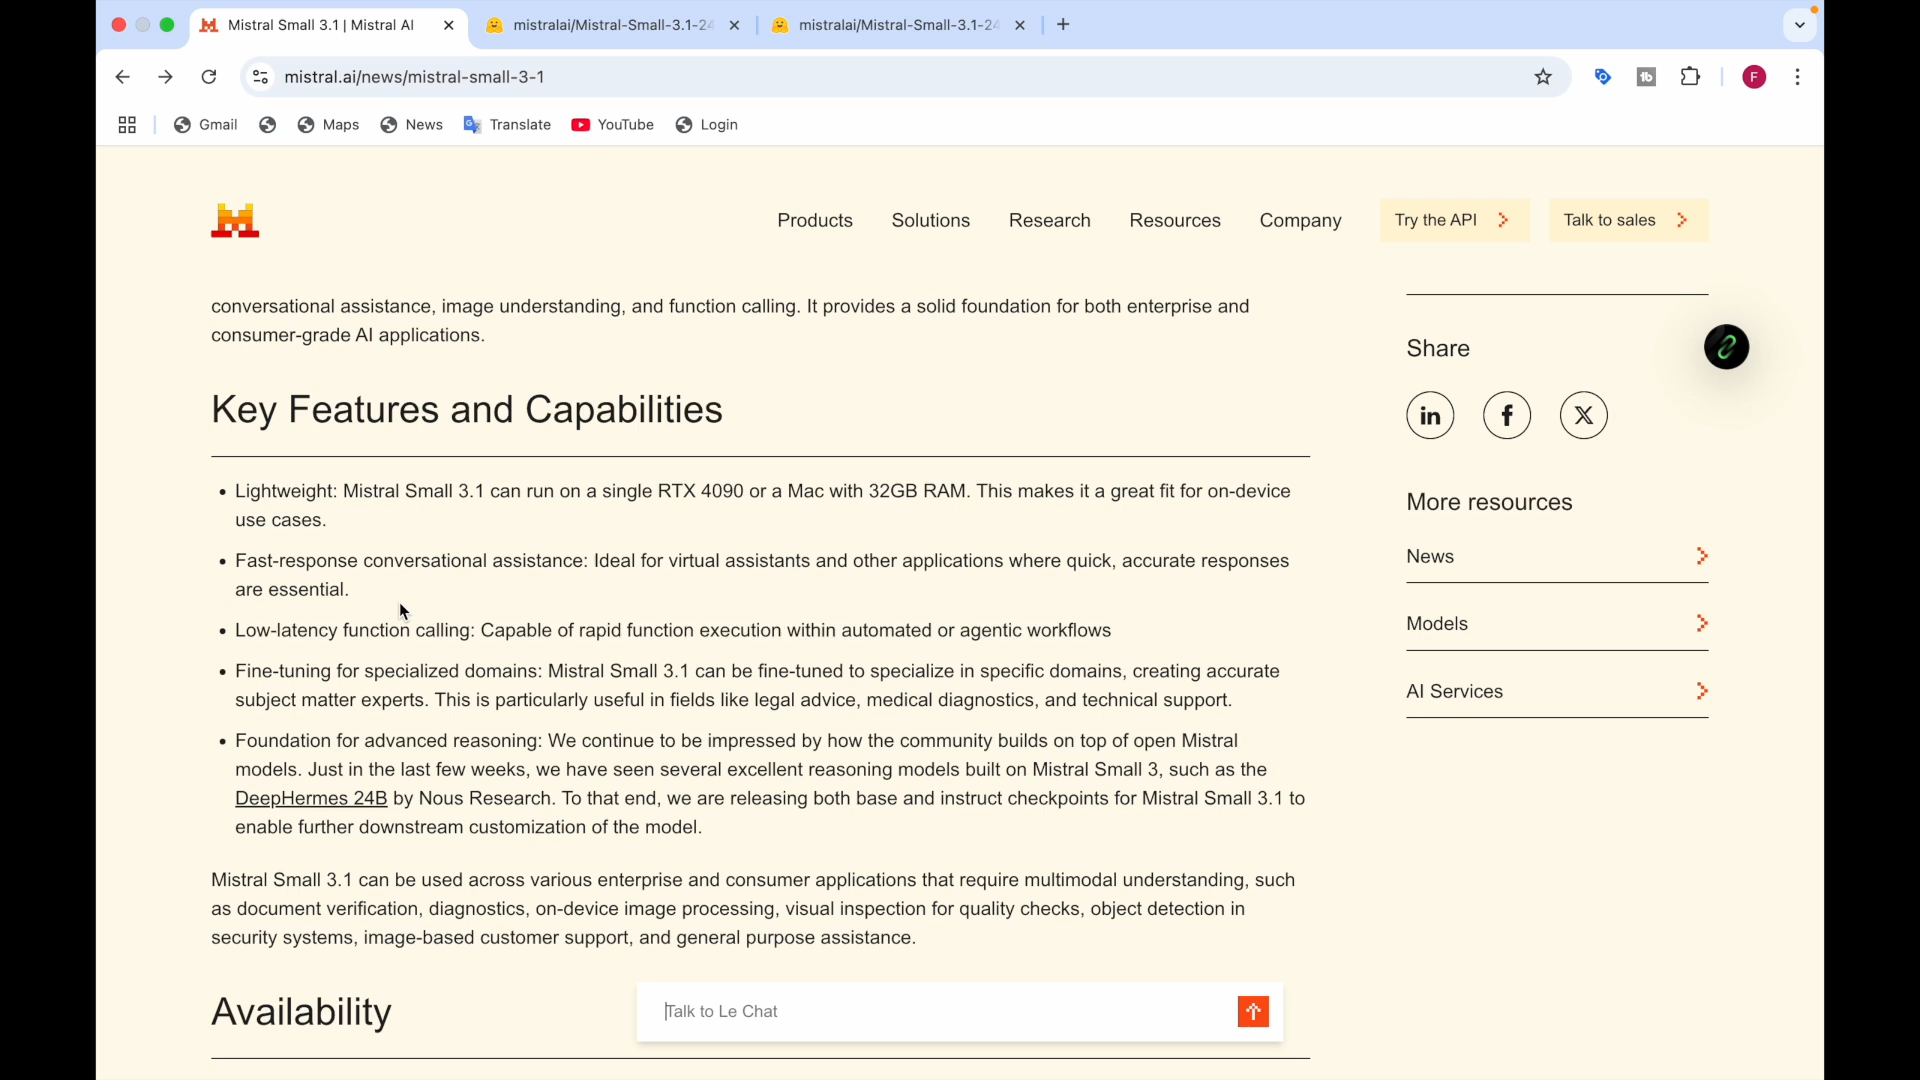 Mistral Small 3.1 | Mistral AI
mistralai/Mistral-Small-3.1-24
mistralai/Mistral-Small-3.1-24
mistral.ai/news/mistral-small-3-1
F
Gmail
Maps
News
Translate
YouTube
Login
Products
Solutions
Research
Resources
Company
Try the API
Talk to sales
conversational assistance, image understanding, and function calling. It provides a solid foundation for both enterprise and
consumer-grade AI applications.
Key Features and Capabilities
• Lightweight: Mistral Small 3.1 can run on a single RTX 4090 or a Mac with 32GB RAM. This makes it a great fit for on-device
use cases.
• Fast-response conversational assistance: Ideal for virtual assistants and other applications where quick, accurate responses
are essential.
• Low-latency function calling: Capable of rapid function execution within automated or agentic workflows
• Fine-tuning for specialized domains: Mistral Small 3.1 can be fine-tuned to specialize in specific domains, creating accurate
subject matter experts. This is particularly useful in fields like legal advice, medical diagnostics, and technical support.
• Foundation for advanced reasoning: We continue to be impressed by how the community builds on top of open Mistral
models. Just in the last few weeks, we have seen several excellent reasoning models built on Mistral Small 3, such as the
DeepHermes 24B by Nous Research. To that end, we are releasing both base and instruct checkpoints for Mistral Small 3.1 to
enable further downstream customization of the model.
Mistral Small 3.1 can be used across various enterprise and consumer applications that require multimodal understanding, such
as document verification, diagnostics, on-device image processing, visual inspection for quality checks, object detection in
security systems, image-based customer support, and general purpose assistance.
Availability
Talk to Le Chat
Share
in
f
X
More resources
News
Models
AI Services